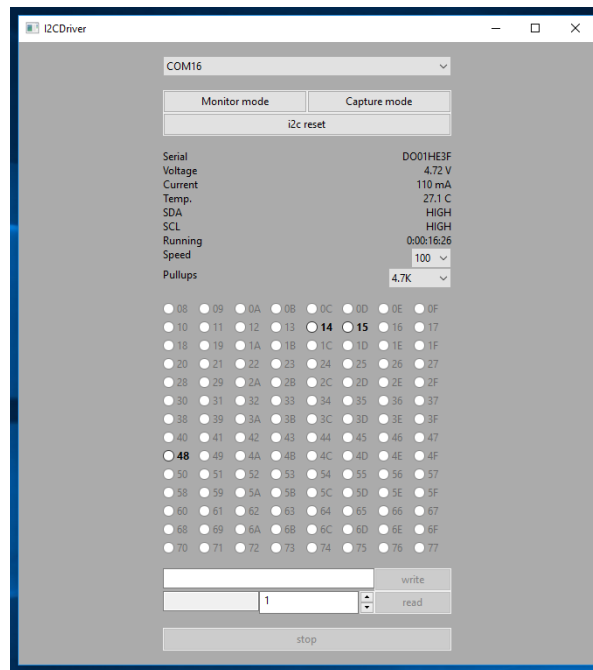 I2CDriver
COM16
Monitor mode Capture mode
i2c reset
Serial DO01HE3F
Voltage 4.72 V
Current 110 mA
Temp. 27.1 C
SDA HIGH
SCL HIGH
Running 0:00:16:26
Speed 100
Pullups 4.7K
08 09 0A 0B 0C 0D 0E 0F
10 11 12 13 14 15 16 17
18 19 1A 1B 1C 1D 1E 1F
20 21 22 23 24 25 26 27
28 29 2A 2B 2C 2D 2E 2F
30 31 32 33 34 35 36 37
38 39 3A 3B 3C 3D 3E 3F
40 41 42 43 44 45 46 47
48 49 4A 4B 4C 4D 4E 4F
50 51 52 53 54 55 56 57
58 59 5A 5B 5C 5D 5E 5F
60 61 62 63 64 65 66 67
68 69 6A 6B 6C 6D 6E 6F
70 71 72 73 74 75 76 77
write
1 read
stop